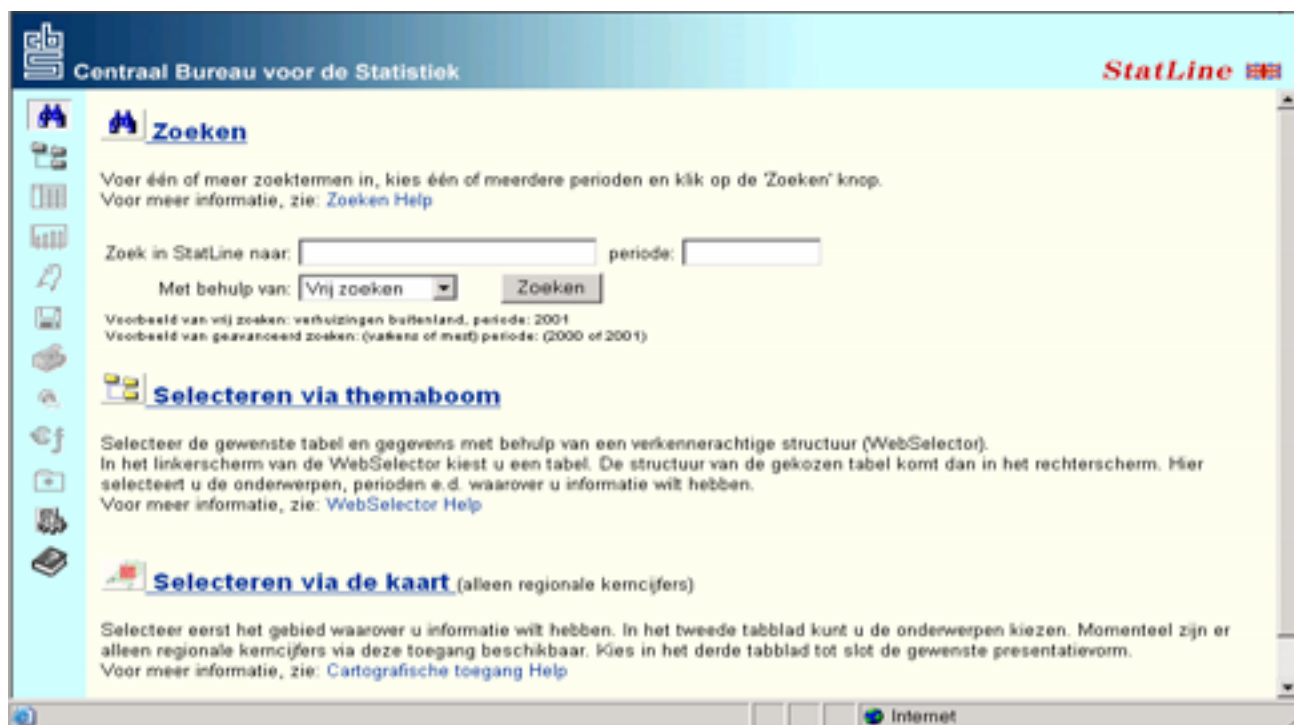 cbs
Centraal Bureau voor de Statistiek
StatLine
Zoeken
Voer één of meer zoektermen in, kies één of meerdere perioden en klik op de 'Zoeken' knop.
Voor meer informatie, zie: Zoeken Help
Zoek in StatLine naar: periode:
Met behulp van: Vrij zoeken Zoeken
Voorbeeld van vrij zoeken: verhuizingen buitenland, periode: 2001
Voorbeeld van geavanceerd zoeken: (varkens of mest) periode: (2000 of 2001)
Selecteren via themaboom
Selecteer de gewenste tabel en gegevens met behulp van een verkennerachtige structuur (WebSelector).
In het linkerscherm van de WebSelector kiest u een tabel. De structuur van de gekozen tabel komt dan in het rechterscherm. Hier
selecteert u de onderwerpen, perioden e.d. waarover u informatie wilt hebben.
Voor meer informatie, zie: WebSelector Help
Selecteren via de kaart (alleen regionale kerncijfers)
Selecteer eerst het gebied waarover u informatie wilt hebben. In het tweede tabblad kunt u de onderwerpen kiezen. Momenteel zijn er
alleen regionale kerncijfers via deze toegang beschikbaar. Kies in het derde tabblad tot slot de gewenste presentatievorm.
Voor meer informatie, zie: Cartografische toegang Help
€ƒ
Internet